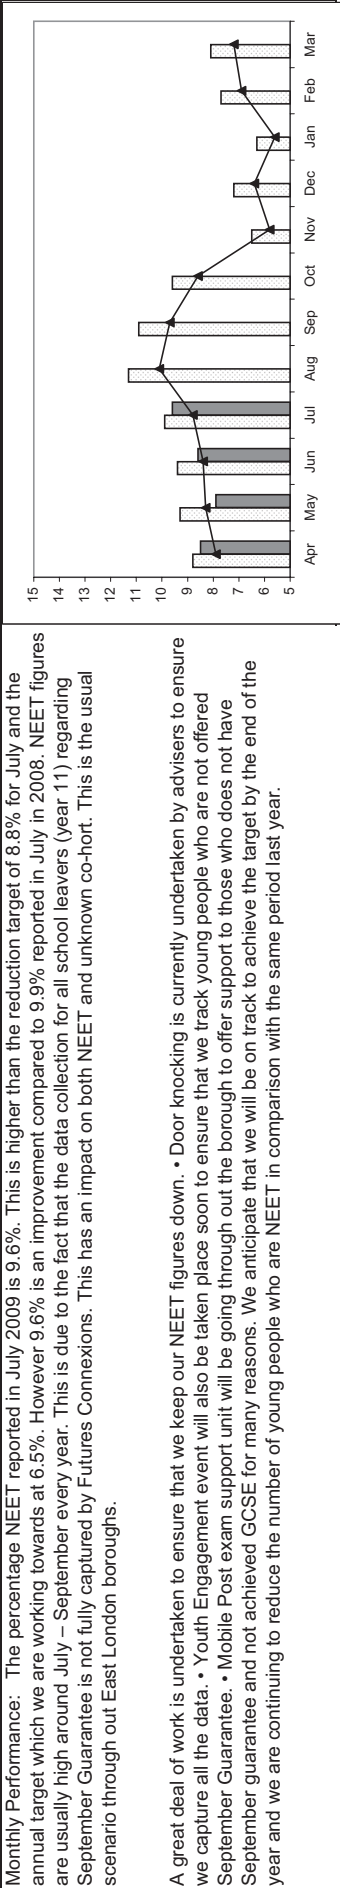 Monthly Performance: The percentage NEET reported in July 2009 is 9.6%. This is higher than the reduction target of 8.8% for July and the
annual target which we are working towards at 6.5%. However 9.6% is an improvement compared to 9.9% reported in July in 2008. NEET figures
are usually high around July – September every year. This is due to the fact that the data collection for all school leavers (year 11) regarding
September Guarantee is not fully captured by Futures Connexions. This has an impact on both NEET and unknown co-hort. This is the usual
scenario through out East London boroughs.
A great deal of work is undertaken to ensure that we keep our NEET figures down. • Door knocking is currently undertaken by advisers to ensure
we capture all the data. • Youth Engagement event will also be taken place soon to ensure that we track young people who are not offered
September Guarantee. • Mobile Post exam support unit will be going through out the borough to offer support to those who does not have
September guarantee and not achieved GCSE for many reasons. We anticipate that we will be on track to achieve the target by the end of the
year and we are continuing to reduce the number of young people who are NEET in comparison with the same period last year.
15
14
13
12
11
10
9
8
7
6
5
Apr May Jun Jul Aug Sep Oct Nov Dec Jan Feb Mar